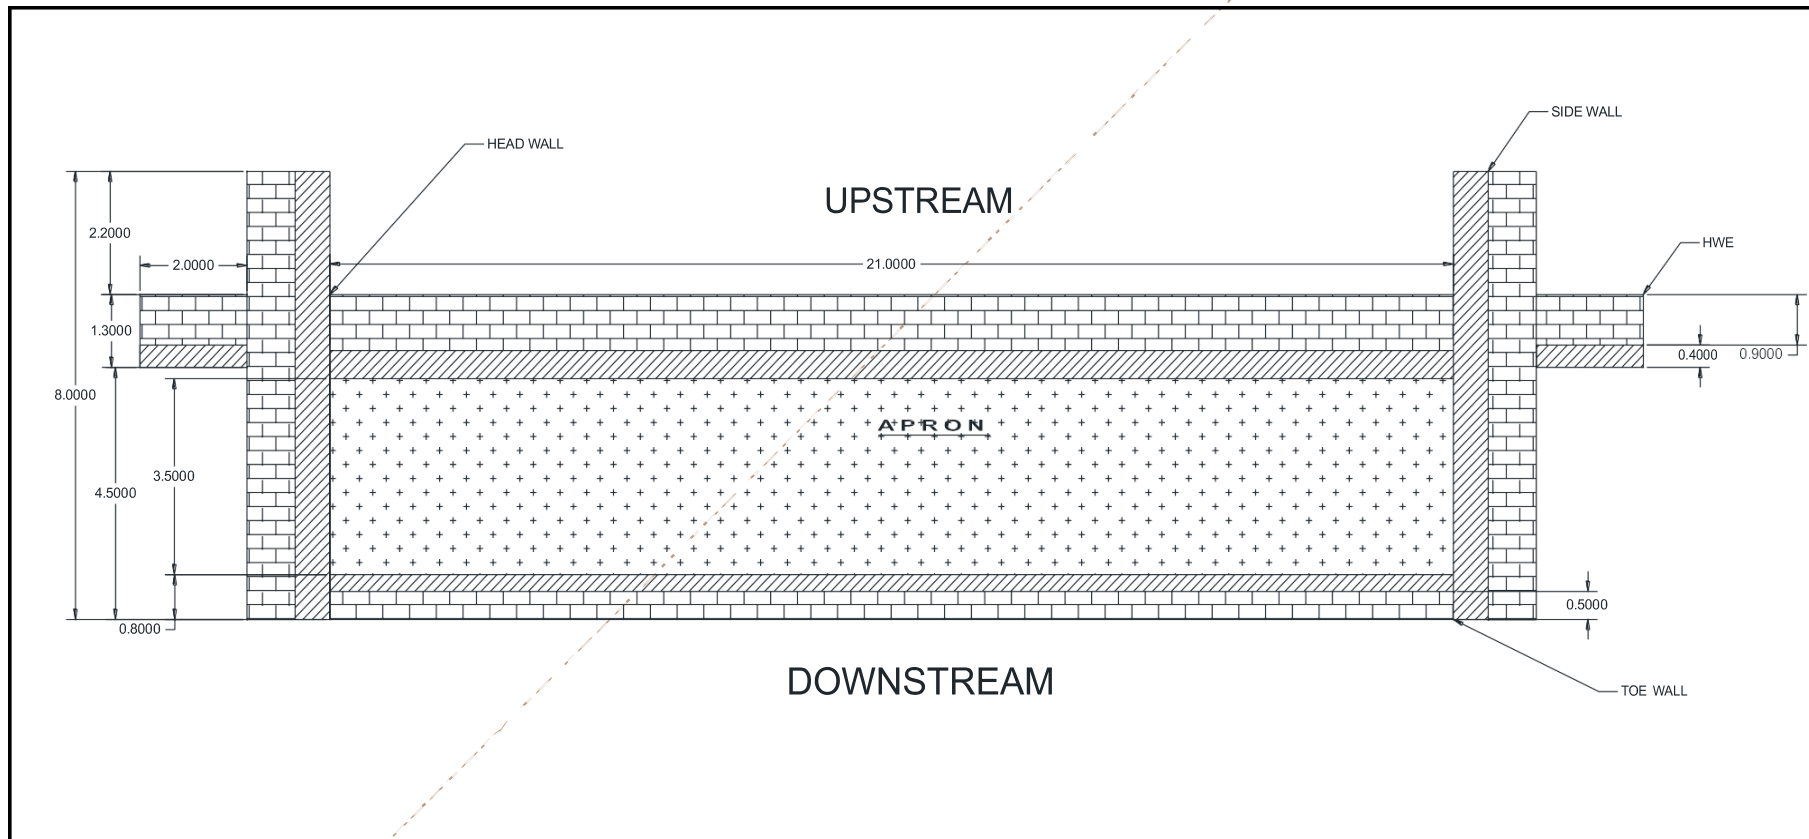 SIDE WALL
HEAD WALL
UPSTREAM
2.2000
HWE
2.0000
21.0000
1.3000
0.4000
0.9000
8.0000
APRON
3.5000
4.5000
0.5000
0.8000
DOWNSTREAM
TOE WALL